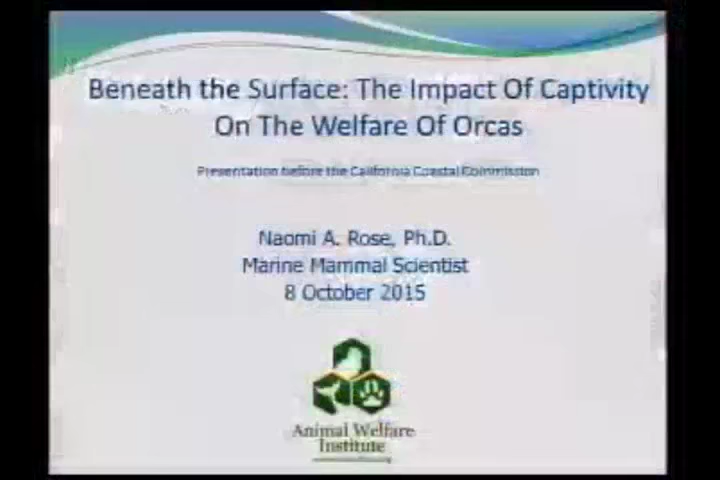 Beneath the Surface: The Impact Of Captivity
On The Welfare Of Orcas
Presentation before the California Coastal Commission
Naomi A. Rose, Ph.D.
Marine Mammal Scientist
8 October 2015
Animal Welfare
Institute